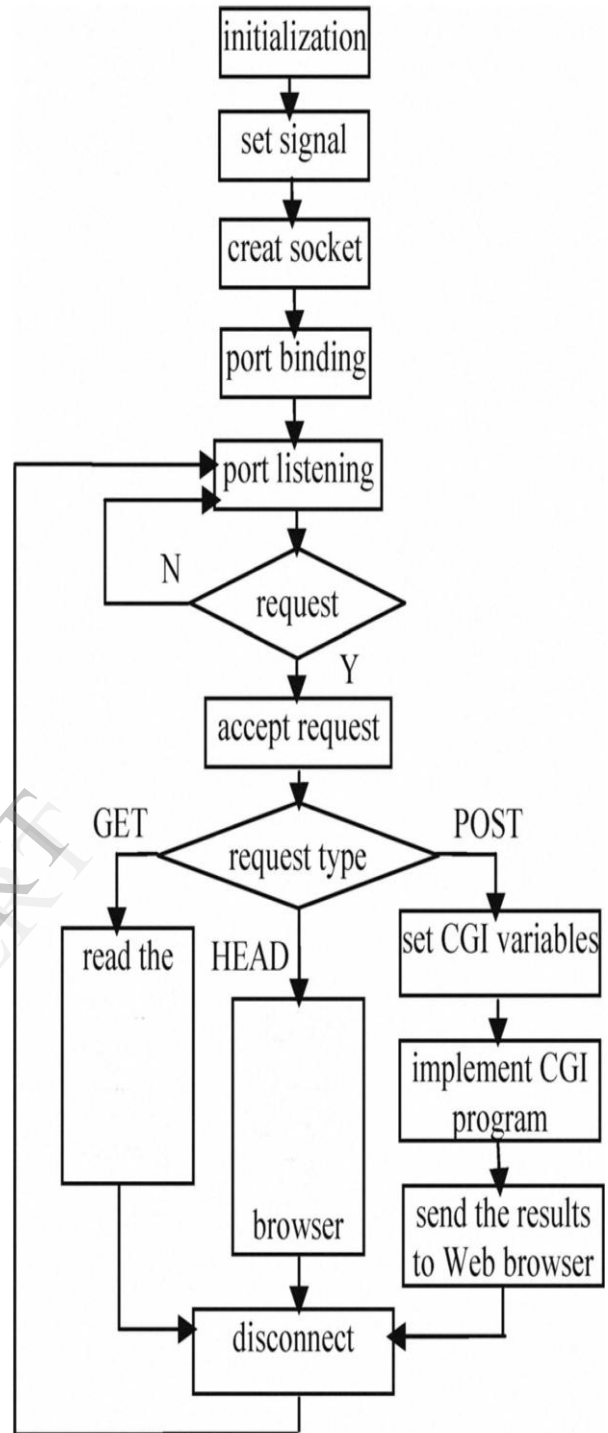 initialization
set signal
creat socket
port binding
port listening
N
request
Y
accept request
GET
POST
request type
read the
HEAD
set CGI variables
implement CGI
program
browser
send the results
to Web browser
disconnect